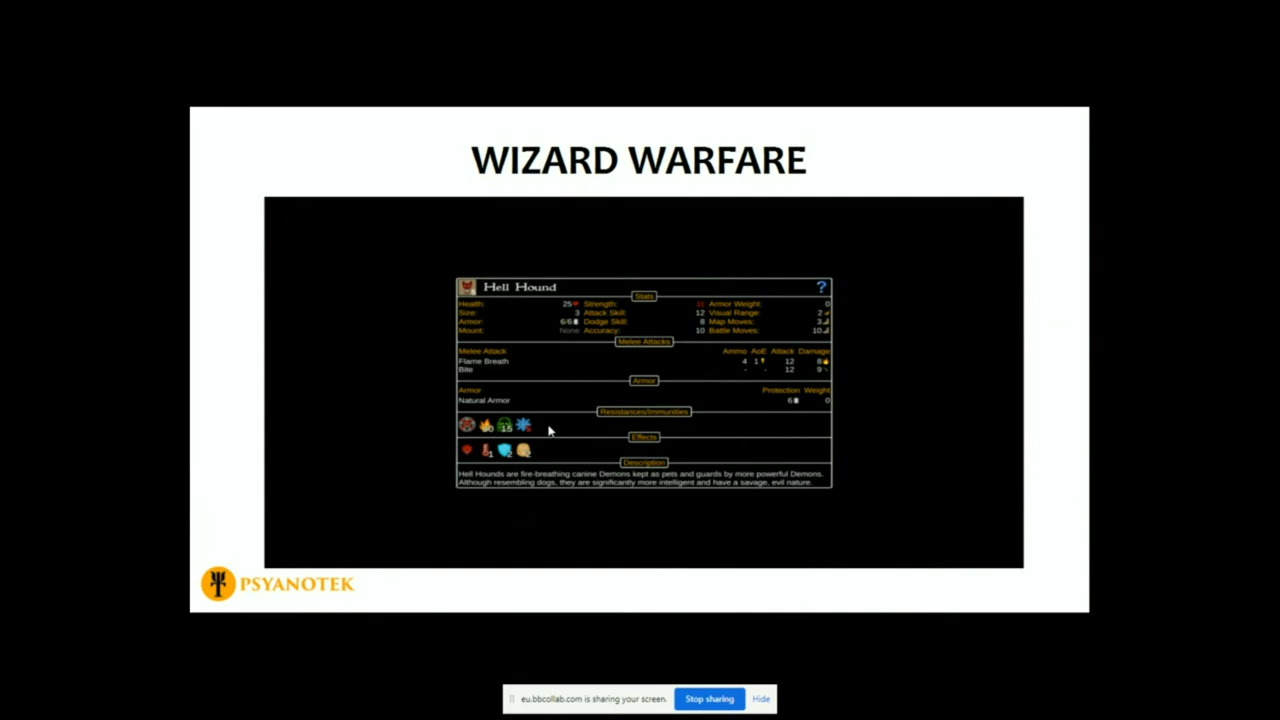 WIZARD WARFARE
Hell Hound ?
Stats
Health: 25 Strength: Armor Weight: 0
Size: 3 Attack Skill: 12 Visual Range: 2
Armor: 6/6 Dodge Skill: 8 Map Moves: 3
Mount: None Accuracy: 10 Battle Moves: 10
Melee Attacks
Melee Attack Ammo AoE Attack Damage
Flame Breath 4 1 12 8
Bite - - 12 9
Armor
Armor Protection Weight
Natural Armor 6 0
Resistances/Immunities
15
Effects
1 2
Description
Hell Hounds are fire-breathing canine Demons kept as pets and guards by more powerful Demons.
Although resembling dogs, they are significantly more intelligent and have a savage, evil nature.
PSYANOTEK
eu.bbcollab.com is sharing your screen. Stop sharing Hide